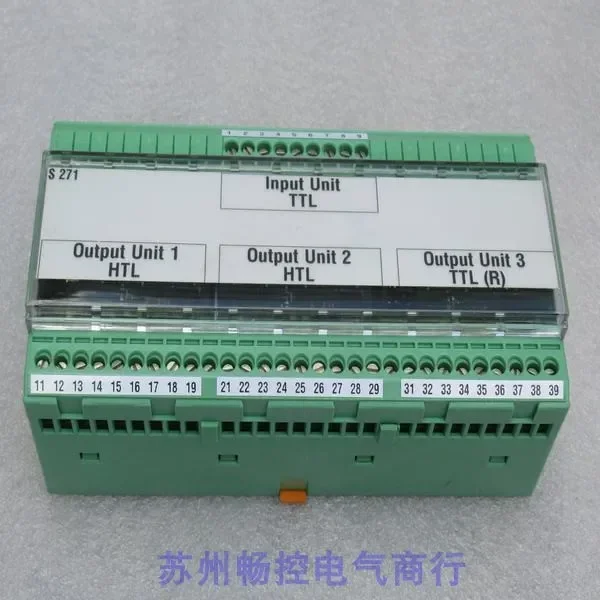 1 2 3 4 5 6 7 8 9
S 271
Input Unit
TTL
Output Unit 1
HTL
Output Unit 2
HTL
Output Unit 3
TTL (R)
11 12 13 14 15 16 17 18 19
21 22 23 24 25 26 27 28 29
31 32 33 34 35 36 37 38 39
苏州畅控电气商行